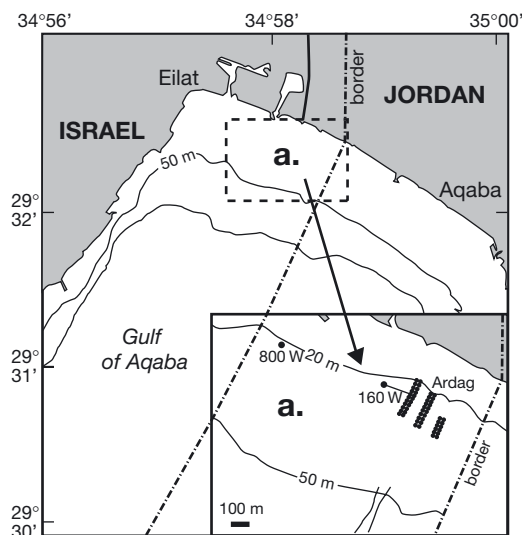 34°56' 34°58' 35°00'
Eilat
border
JORDAN
ISRAEL
a.
50 m
Aqaba
29°
32'
Gulf
of Aqaba
29°
31'
800 W
20 m
Ardag
160 W
a.
border
50 m
100 m
29°
30'